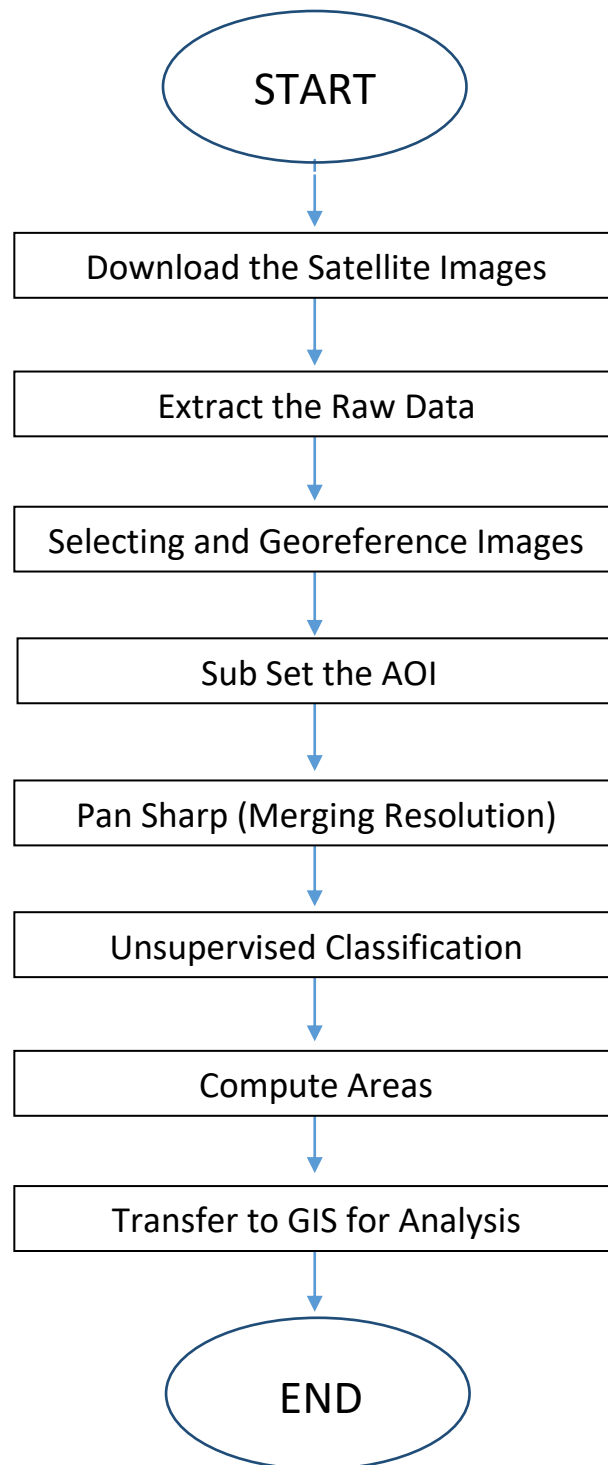 START
Download the Satellite Images
Extract the Raw Data
Selecting and Georeference Images
Sub Set the AOI
Pan Sharp (Merging Resolution)
Unsupervised Classification
Compute Areas
Transfer to GIS for Analysis
END